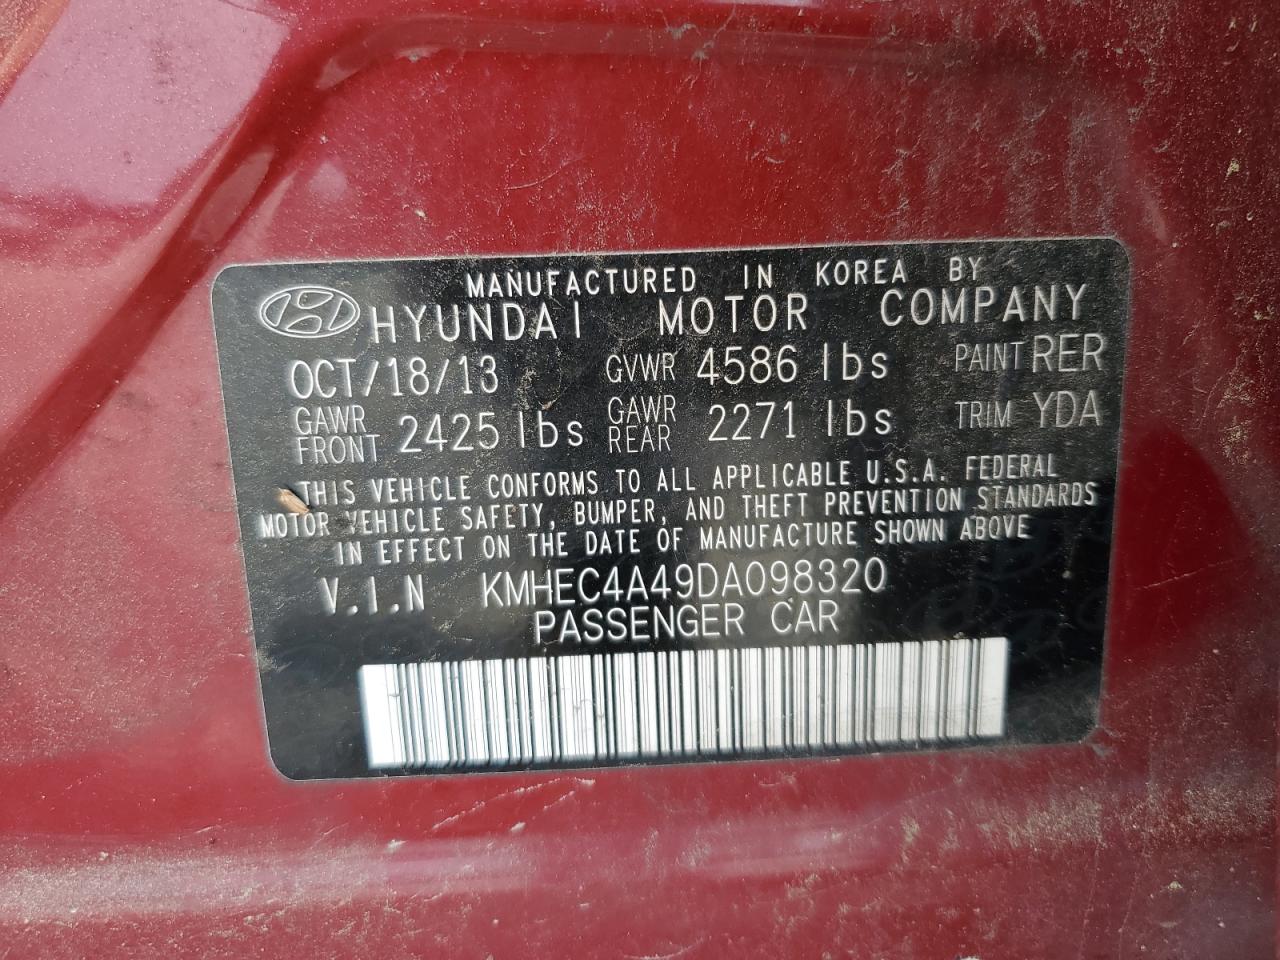 MANUFACTURED IN KOREA BY
HYUNDAI MOTOR COMPANY
OCT/18/13 GVWR 4586 lbs PAINT RER
GAWR FRONT 2425 lbs GAWR REAR 2271 lbs TRIM YDA
THIS VEHICLE CONFORMS TO ALL APPLICABLE U.S.A. FEDERAL
MOTOR VEHICLE SAFETY, BUMPER, AND THEFT PREVENTION STANDARDS
IN EFFECT ON THE DATE OF MANUFACTURE SHOWN ABOVE
V.I.N KMHEC4A49DA098320
PASSENGER CAR